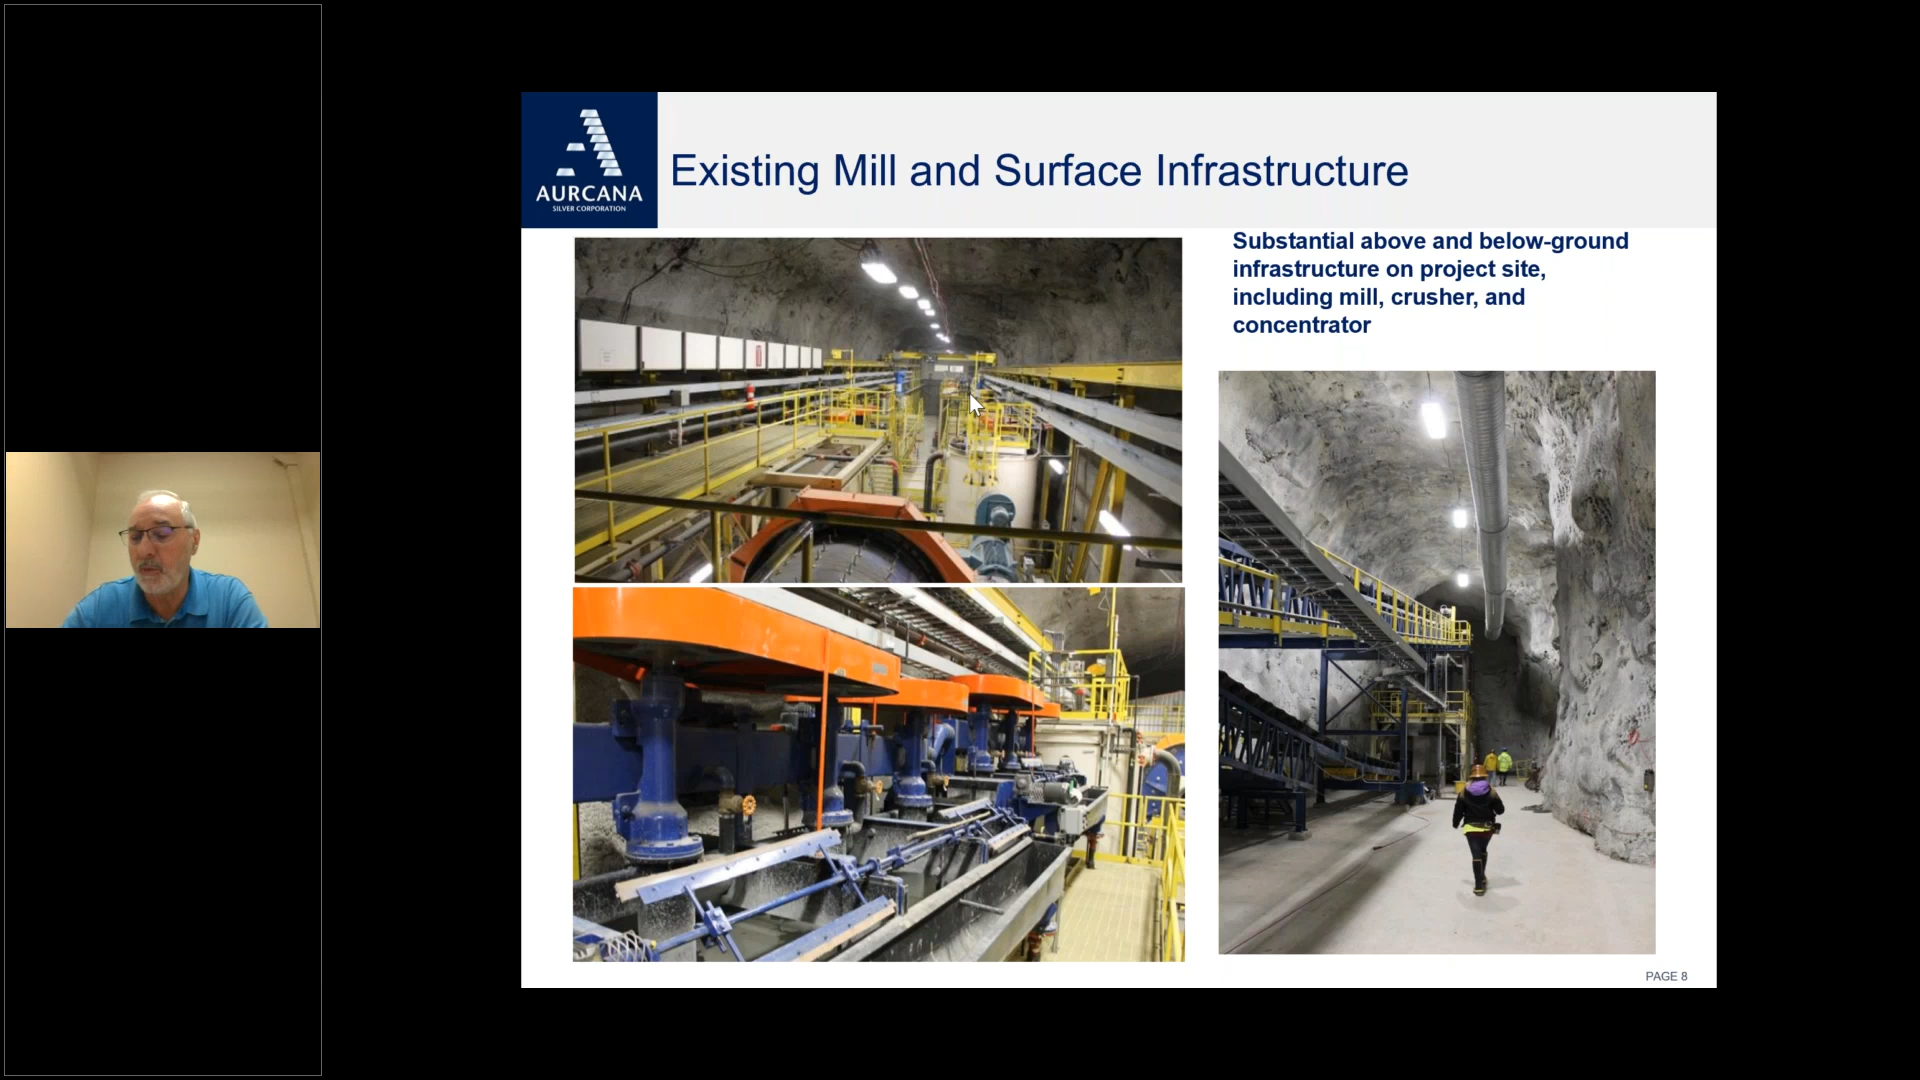 AURCANA
SILVER CORPORATION
Existing Mill and Surface Infrastructure
Substantial above and below-ground
infrastructure on project site,
including mill, crusher, and
concentrator
PAGE 8